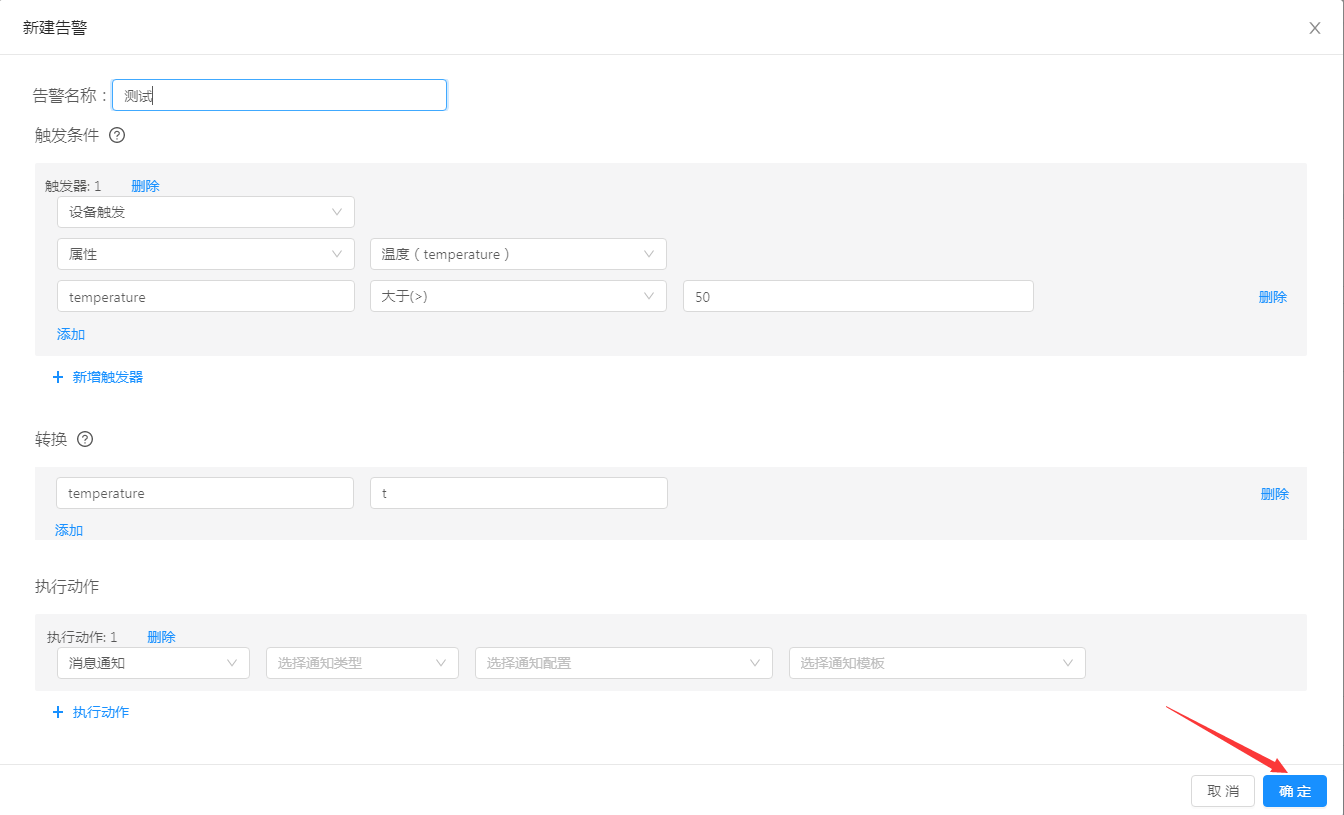 新建告警
告警名称 : 测试
触发条件
触发器: 1 删除
设备触发
属性 温度（temperature）
temperature 大于(>) 50 删除
添加
+ 新增触发器
转换
temperature t 删除
添加
执行动作
执行动作: 1 删除
消息通知 选择通知类型 选择通知配置 选择通知模板
+ 执行动作
取 消 确 定